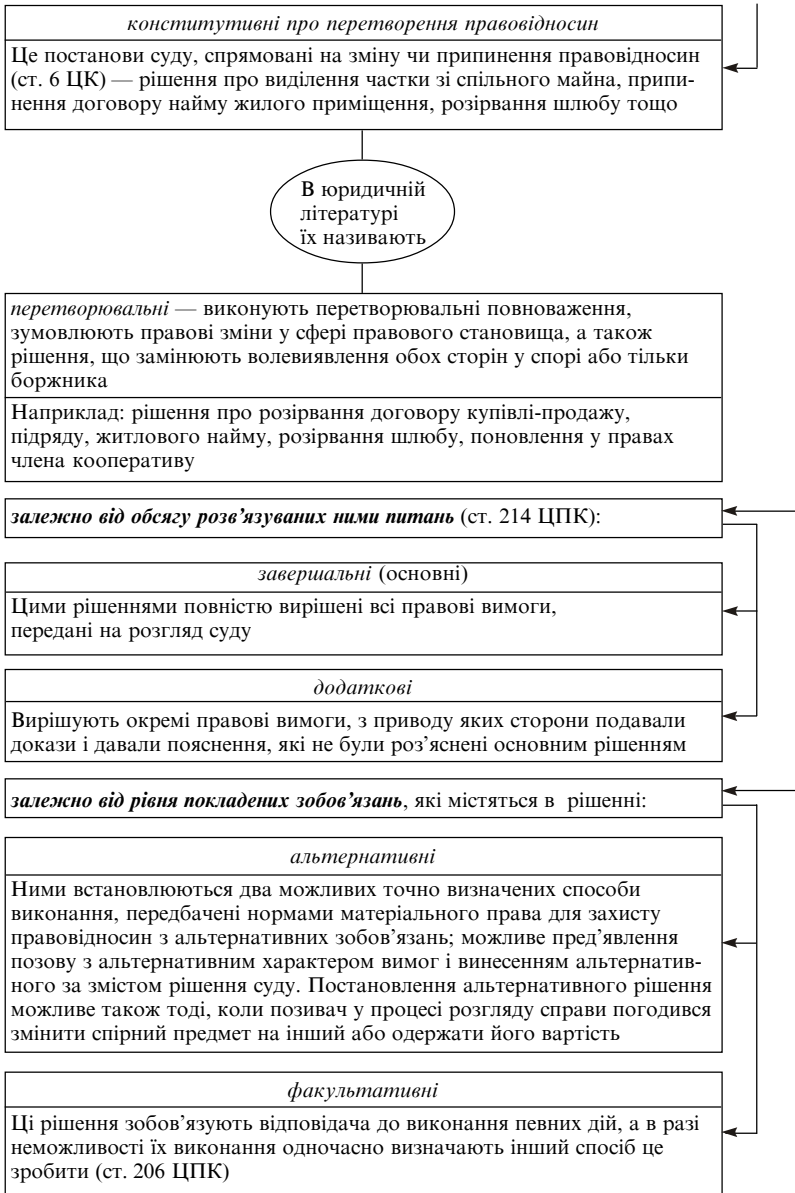 конститутивні про перетворення правовідносин
Це постанови суду, спрямовані на зміну чи припинення правовідносин
(ст. 6 ЦК) — рішення про виділення частки зі спільного майна, припи-
нення договору найму жилого приміщення, розірвання шлюбу тощо
В юридичній
літературі
їх називають
перетворювальні — виконують перетворювальні повноваження,
зумовлюють правові зміни у сфері правового становища, а також
рішення, що замінюють волевиявлення обох сторін у спорі або тільки
боржника
Наприклад: рішення про розірвання договору купівлі-продажу,
підряду, житлового найму, розірвання шлюбу, поновлення у правах
члена кооперативу
залежно від обсягу розв'язуваних ними питань (ст. 214 ЦПК):
завершальні (основні)
Цими рішеннями повністю вирішені всі правові вимоги,
передані на розгляд суду
додаткові
Вирішують окремі правові вимоги, з приводу яких сторони подавали
докази і давали пояснення, які не були роз'яснені основним рішенням
залежно від рівня покладених зобов'язань, які містяться в рішенні:
альтернативні
Ними встановлюються два можливих точно визначених способи
виконання, передбачені нормами матеріального права для захисту
правовідносин з альтернативних зобов'язань; можливе пред'явлення
позову з альтернативним характером вимог і винесенням альтернатив-
ного за змістом рішення суду. Постановлення альтернативного рішення
можливе також тоді, коли позивач у процесі розгляду справи погодився
змінити спірний предмет на інший або одержати його вартість
факультативні
Ці рішення зобов'язують відповідача до виконання певних дій, а в разі
неможливості їх виконання одночасно визначають інший спосіб це
зробити (ст. 206 ЦПК)